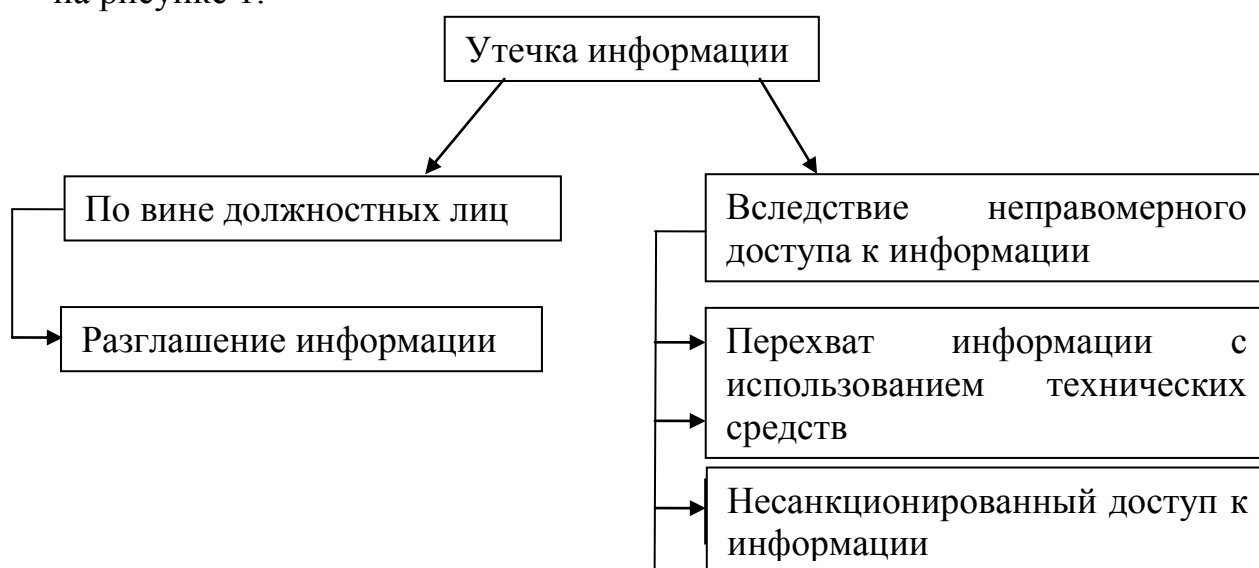 на рисунке 1.
Утечка информации
По вине должностных лиц
Разглашение информации
Вследствие неправомерного
доступа к информации
Перехват информации с
использованием технических
средств
Несанкционированный доступ к
информации